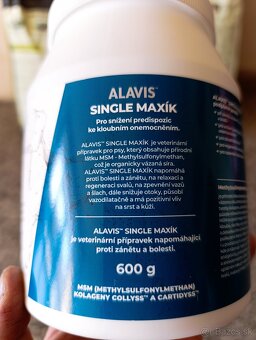 ALAVIS™
SINGLE MAXÍK
Pro snížení predispozic
ke kloubním onemocněním.
ALAVIS™ SINGLE MAXÍK je veterinární
přípravek pro psy, který obsahuje přírodní
látku MSM - Methylsulfonylmethan,
což je organicky vázaná síra.
ALAVIS™ SINGLE MAXÍK napomáhá
proti bolesti a zánětu, na relaxaci a
regeneraci svalů, na zpevnění vazů
a šlach, dále snižuje otoky, působí
vazodilatačně a má pozitivní vliv
na srst a kůži.
ALAVIS™ SINGLE MAXÍK
je veterinární přípravek napomáhající
proti zánětu a bolesti.
600 g
MSM (METHYLSULFONYLMETHAN)
KOLAGENY COLLYSS™ A CARTIDYSS™